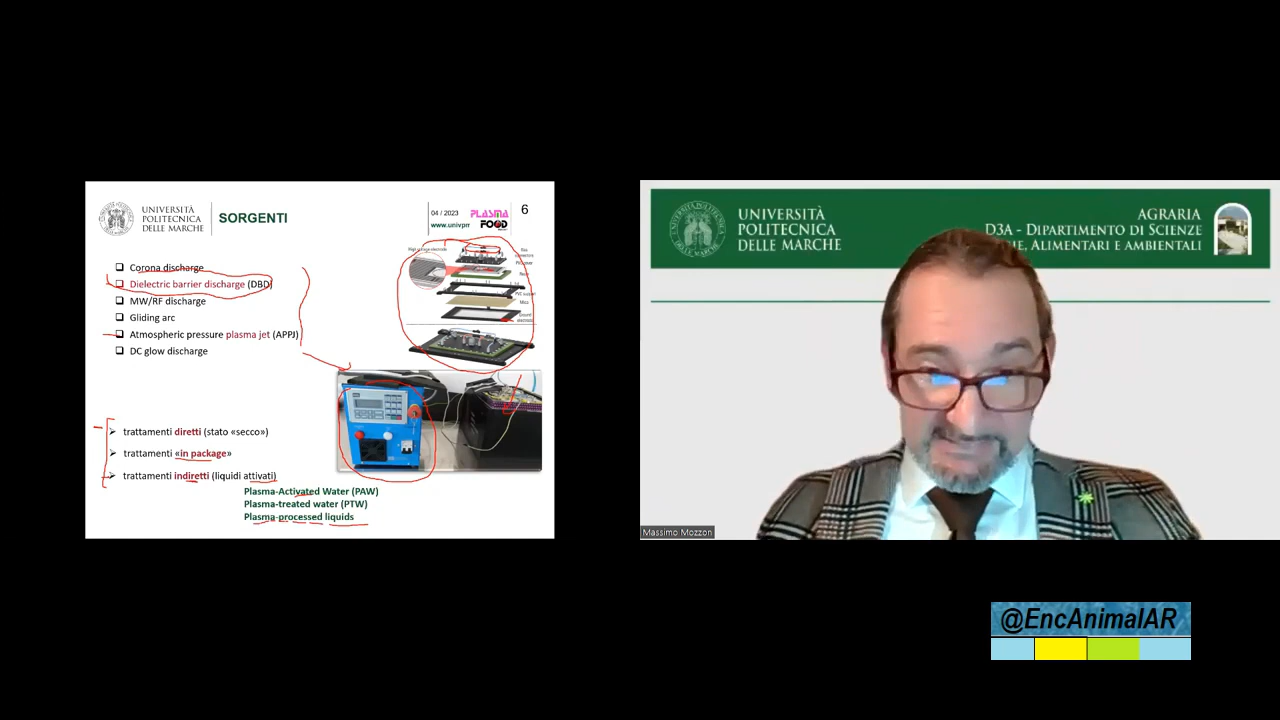 UNIVERSITÀ
POLITECNICA
DELLE MARCHE
SORGENTI
04 / 2023
www.univpm
PLASMA
FOOD
6
Corona discharge
Dielectric barrier discharge (DBD)
MW/RF discharge
Gliding arc
Atmospheric pressure plasma jet (APPJ)
DC glow discharge
trattamenti diretti (stato «secco»)
trattamenti «in package»
trattamenti indiretti (liquidi attivati)
Plasma-Activated Water (PAW)
Plasma-treated water (PTW)
Plasma-processed liquids
UNIVERSITÀ
POLITECNICA
DELLE MARCHE
AGRARIA
D3A - DIPARTIMENTO DI SCIENZE
ALIMENTARI E AMBIENTALI
Massimo Mozzon
@EncAnimalAR